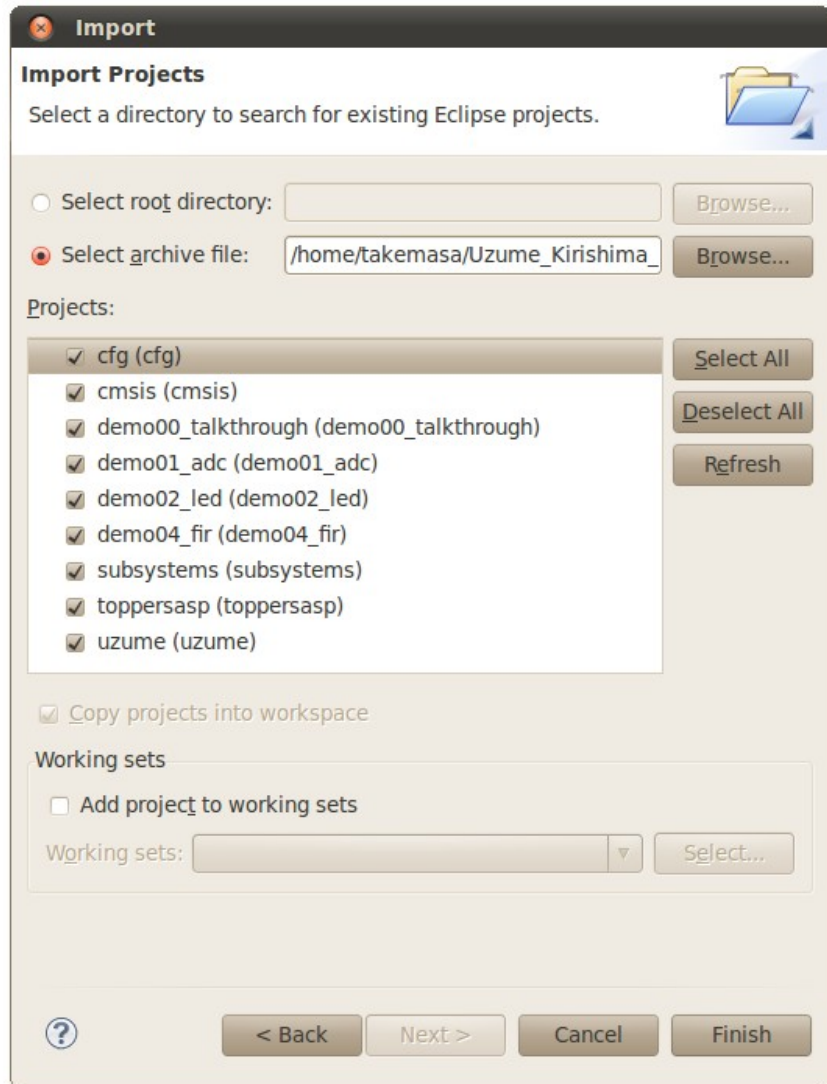 Import
Import Projects
Select a directory to search for existing Eclipse projects.
Select root directory:
Browse...
Select archive file:
/home/takemasa/Uzume_Kirishima_
Browse...
Projects:
cfg (cfg)
Select All
cmsis (cmsis)
Deselect All
demo00_talkthrough (demo00_talkthrough)
demo01_adc (demo01_adc)
Refresh
demo02_led (demo02_led)
demo04_fir (demo04_fir)
subsystems (subsystems)
toppersasp (toppersasp)
uzume (uzume)
Copy projects into workspace
Working sets
Add project to working sets
Working sets:
Select...
?
< Back
Next >
Cancel
Finish